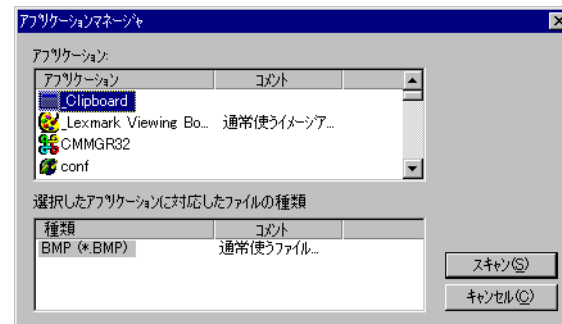 アプリケーションマネージャ
アプリケーション:
アプリケーション コメント
_Clipboard
_Lexmark Viewing Bo... 通常使うイメージア...
CMMGR32
conf
選択したアプリケーションに対応したファイルの種類
種類 コメント
BMP (*.BMP) 通常使うファイル...
スキャン(S)
キャンセル(C)